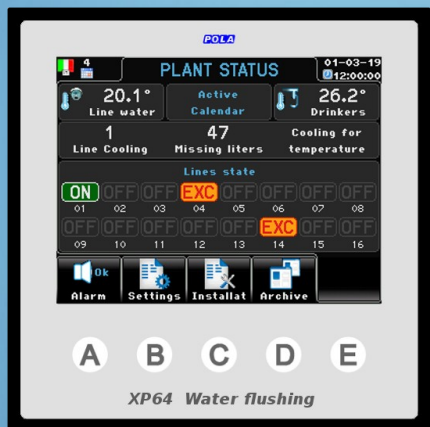 POLA
4
PLANT STATUS
01-03-19
12:00:00
20.1°
Line water
Active
Calendar
26.2°
Drinkers
1
Line Cooling
47
Missing liters
Cooling for
temperature
Lines state
ON OFF OFF EXC OFF OFF OFF OFF
01 02 03 04 05 06 07 08
OFF OFF OFF OFF OFF EXC OFF OFF
09 10 11 12 13 14 15 16
Ok
Alarm Settings Installat Archive
A B C D E
XP64 Water flushing